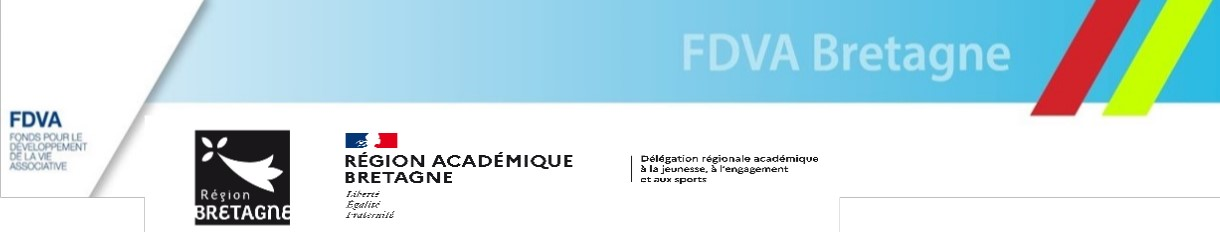 FDVA Bretagne
FDVA
FONDS POUR LE
DÉVELOPPEMENT
DE LA VIE
ASSOCIATIVE
Région
BRETAGNE
RÉGION ACADÉMIQUE
BRETAGNE
Liberté
Égalité
Fraternité
Délégation régionale académique
à la jeunesse, à l'engagement
et aux sports